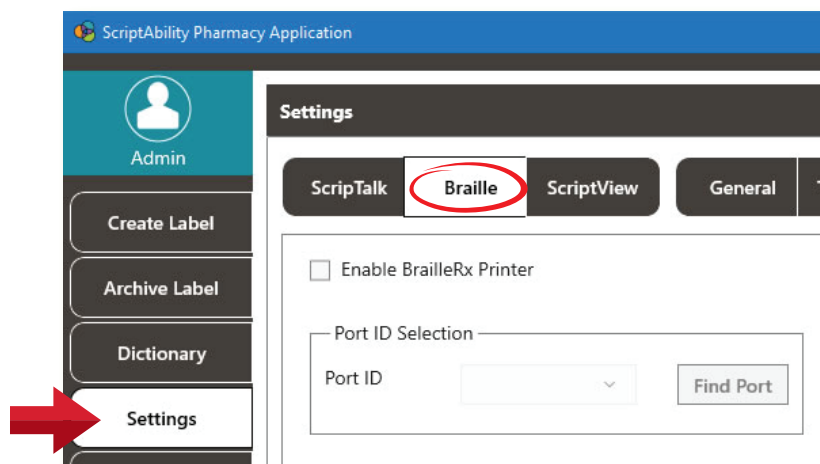 ScriptAbility Pharmacy Application
Admin
Create Label
Archive Label
Dictionary
Settings
Settings
ScripTalk Braille ScriptView General
Enable BrailleRx Printer
Port ID Selection
Port ID Find Port